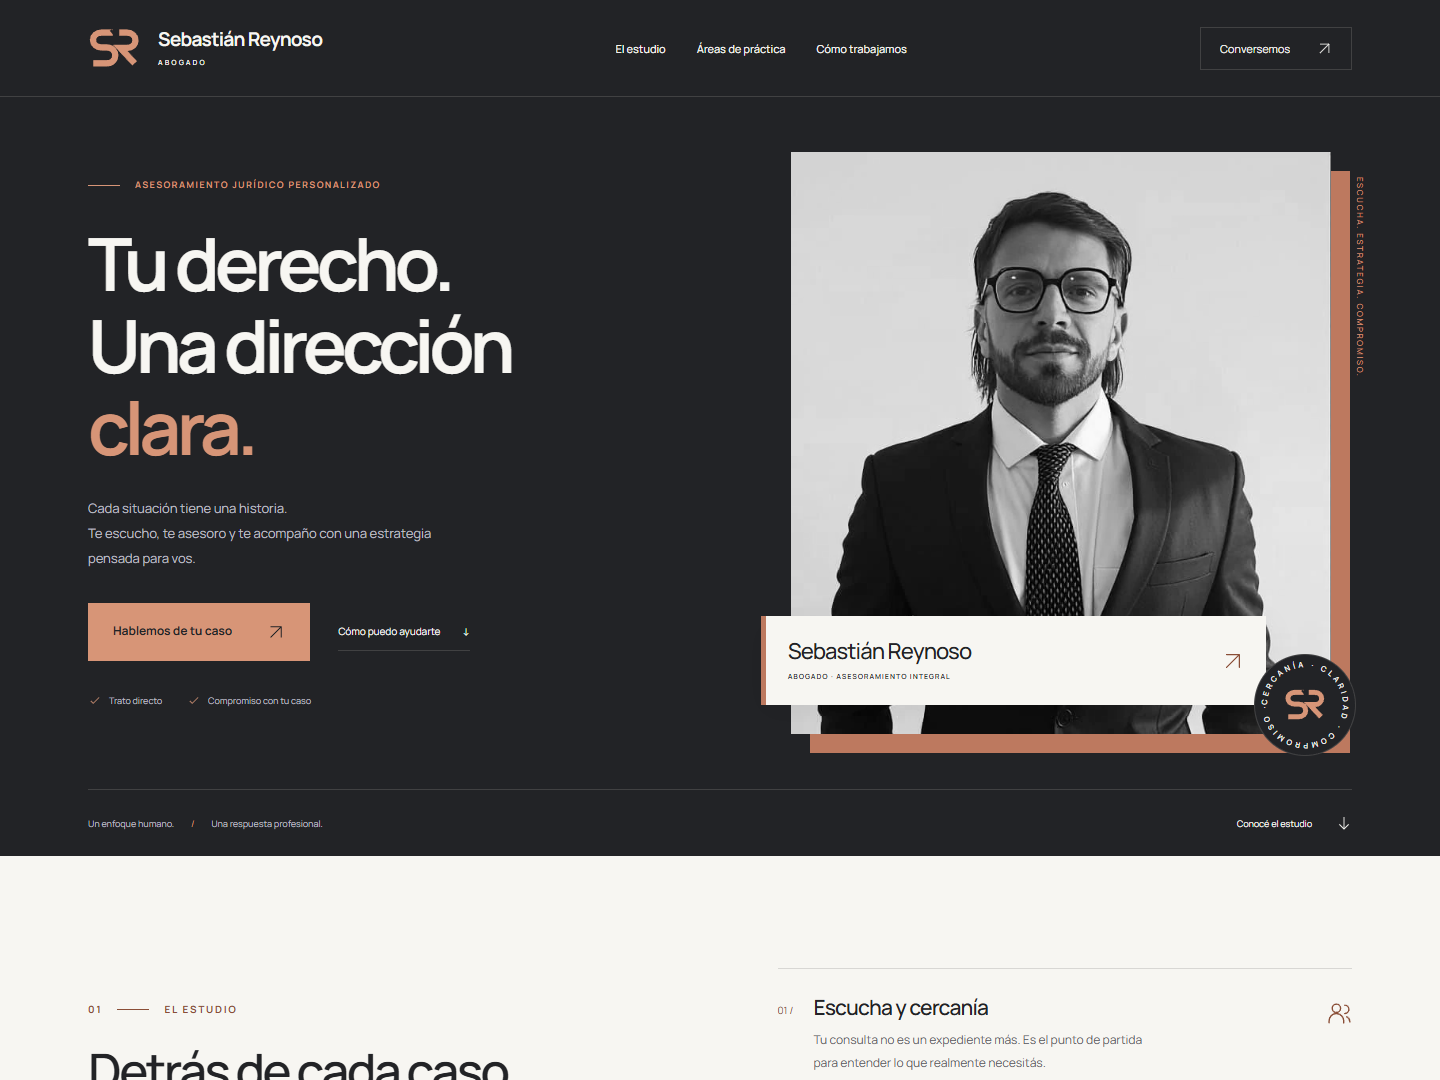 SR
Sebastián Reynoso
ABOGADO
El estudio
Áreas de práctica
Cómo trabajamos
Conversemos
ASESORAMIENTO JURÍDICO PERSONALIZADO
Tu derecho.
Una dirección
clara.
Cada situación tiene una historia.
Te escucho, te asesoro y te acompaño con una estrategia
pensada para vos.
Hablemos de tu caso
Cómo puedo ayudarte
Trato directo
Compromiso con tu caso
ESCUCHA. ESTRATEGIA. COMPROMISO.
Sebastián Reynoso
ABOGADO · ASESORAMIENTO INTEGRAL
CERCANÍA · CLARIDAD · COMPROMISO ·
SR
Un enfoque humano. / Una respuesta profesional.
Conocé el estudio
01 EL ESTUDIO
Detrás de cada caso
01 / Escucha y cercanía
Tu consulta no es un expediente más. Es el punto de partida
para entender lo que realmente necesitás.